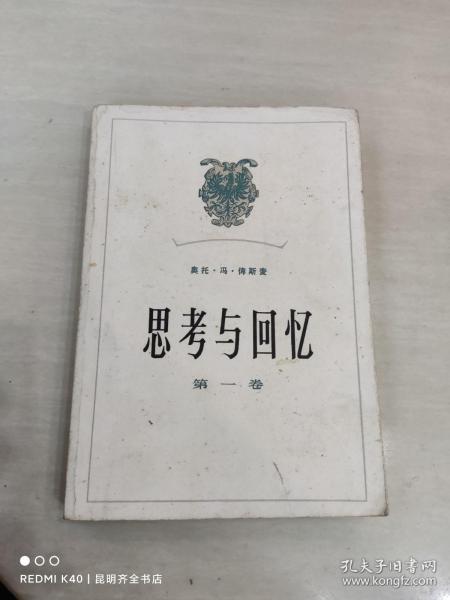 奥托·冯·俾斯麦
思考与回忆
第一卷
REDMI K40 | 昆明齐全书店
孔夫子旧书网
www.kongfz.com